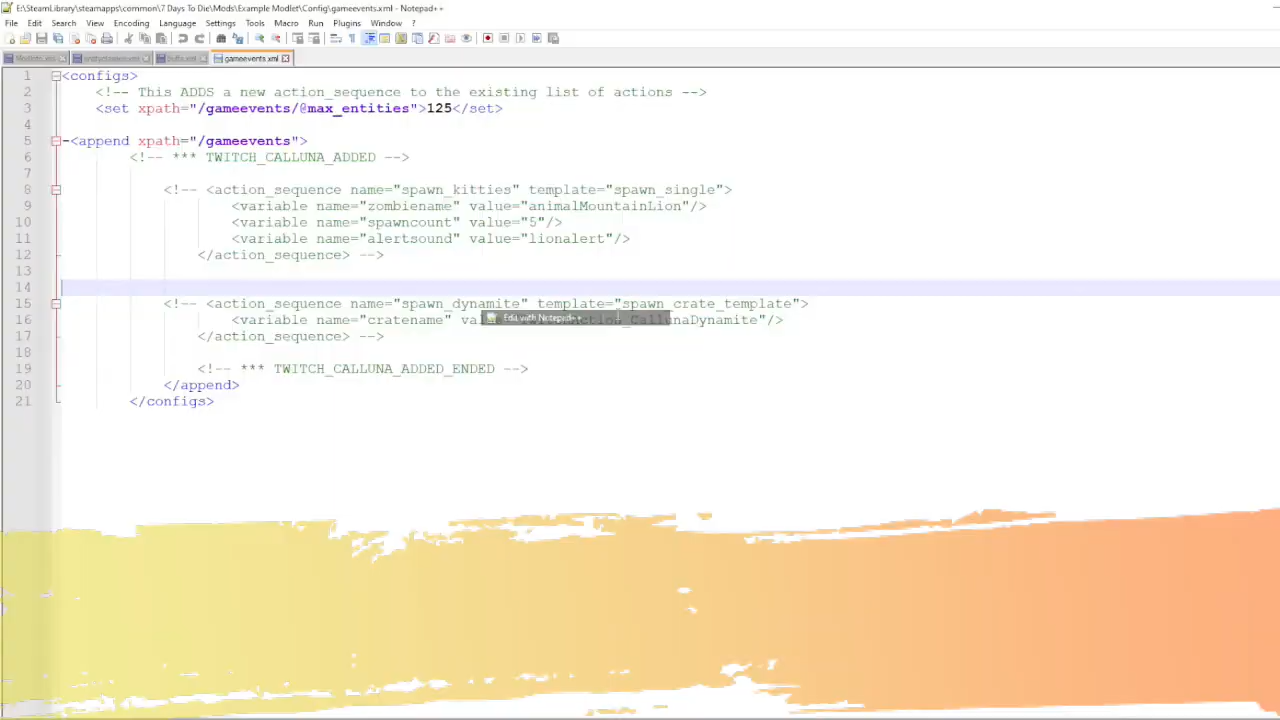 E:\SteamLibrary\steamapps\common\7 Days To Die\Mods\Example Modlet\Config\gameevents.xml - Notepad++
File Edit Search View Encoding Language Settings Tools Macro Run Plugins Window ?
gameevents.xml
1 <configs>
2 <!-- This ADDS a new action_sequence to the existing list of actions -->
3 <set xpath="/gameevents/@max_entities">125</set>
4
5 <append xpath="/gameevents">
6 <!-- *** TWITCH_CALLUNA_ADDED -->
7
8 <!-- <action_sequence name="spawn_kitties" template="spawn_single">
9 <variable name="zombiename" value="animalMountainLion"/>
10 <variable name="spawncount" value="5"/>
11 <variable name="alertsound" value="lionalert"/>
12 </action_sequence> -->
13
14
15 <!-- <action_sequence name="spawn_dynamite" template="spawn_crate_template">
16 <variable name="cratename" CallunaDynamite"/>
Edit with Notepad++
17 </action_sequence> -->
18
19 <!-- *** TWITCH_CALLUNA_ADDED_ENDED -->
20 </append>
21 </configs>